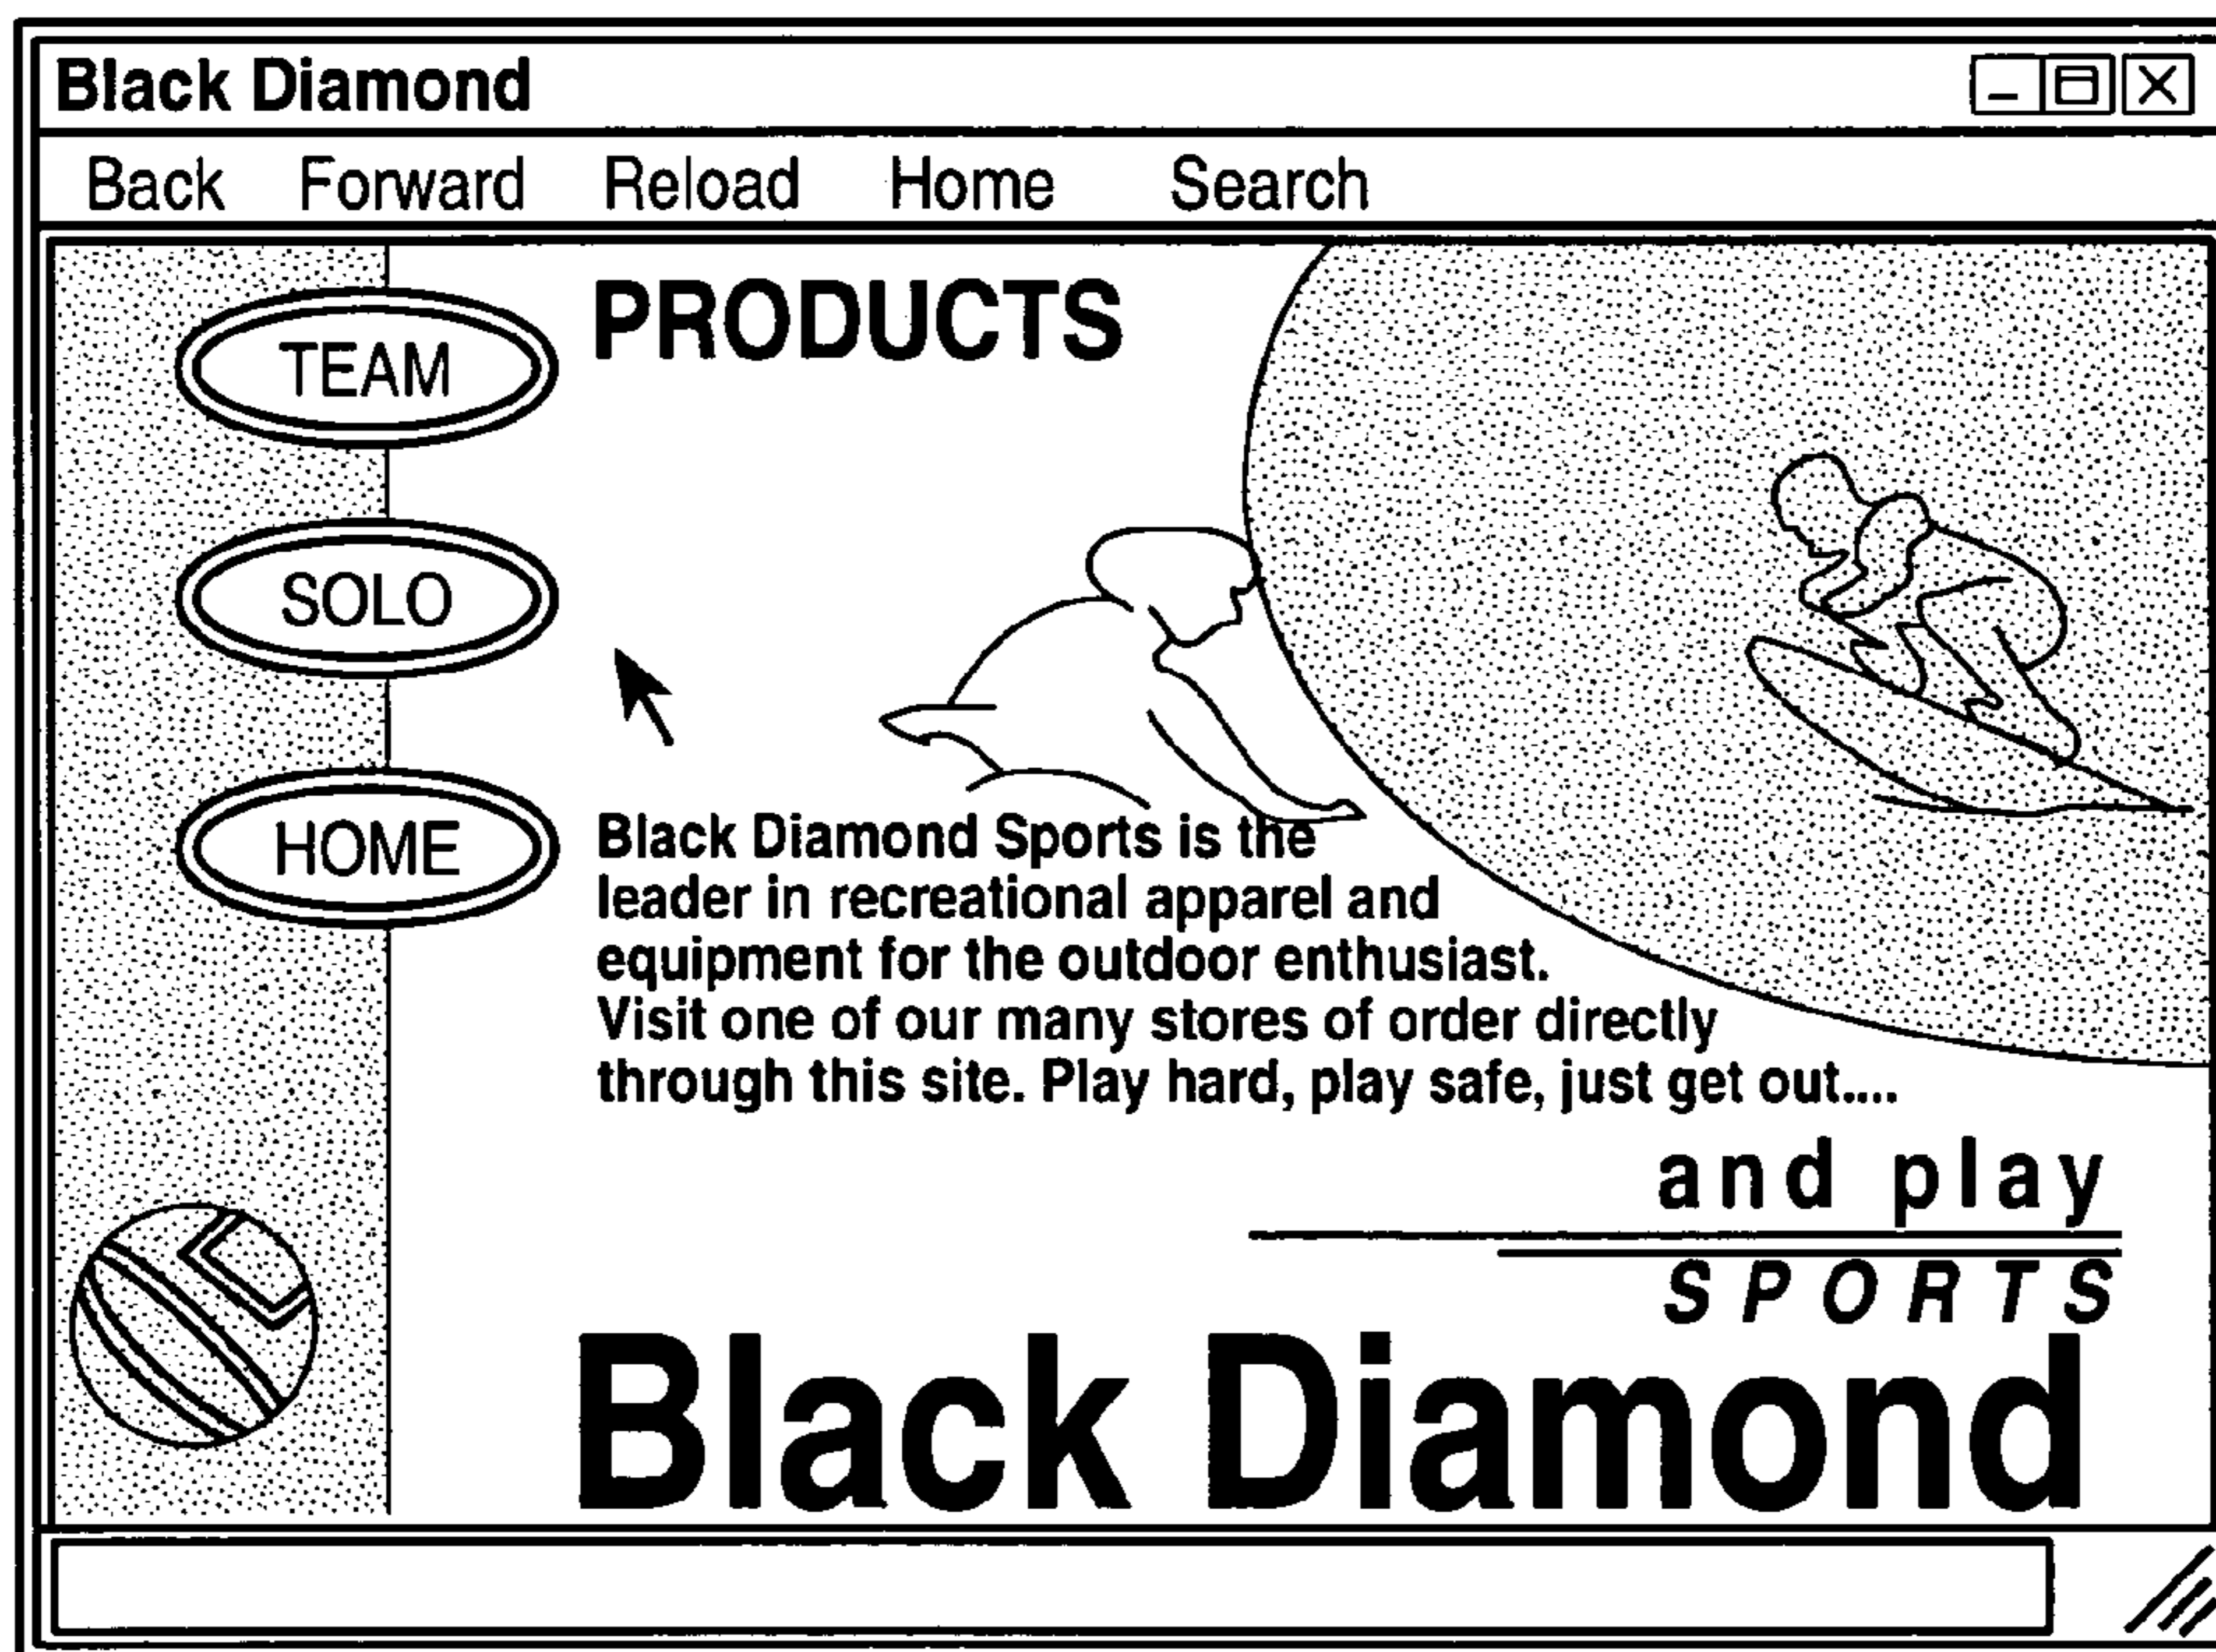 Black Diamond
Back Forward Reload Home Search
PRODUCTS
TEAM
SOLO
HOME
Black Diamond Sports is the
leader in recreational apparel and
equipment for the outdoor enthusiast.
Visit one of our many stores of order directly
through this site. Play hard, play safe, just get out....
and play
SPORTS
Black Diamond